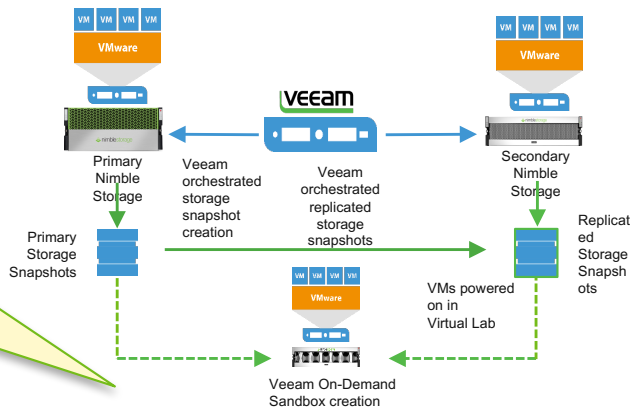 VM VM VM VM
VMware
VM VM VM VM
VMware
veeam
nimblestorage
nimblestorage
Primary
Nimble
Storage
Veeam
orchestrated
storage
snapshot
creation
Veeam
orchestrated
replicated
storage
snapshots
Secondary
Nimble
Storage
Primary
Storage
Snapshots
Replicat
ed
Storage
Snapsh
ots
VMs powered
on in
Virtual Lab
VM VM VM VM
VMware
Veeam On-Demand
Sandbox creation